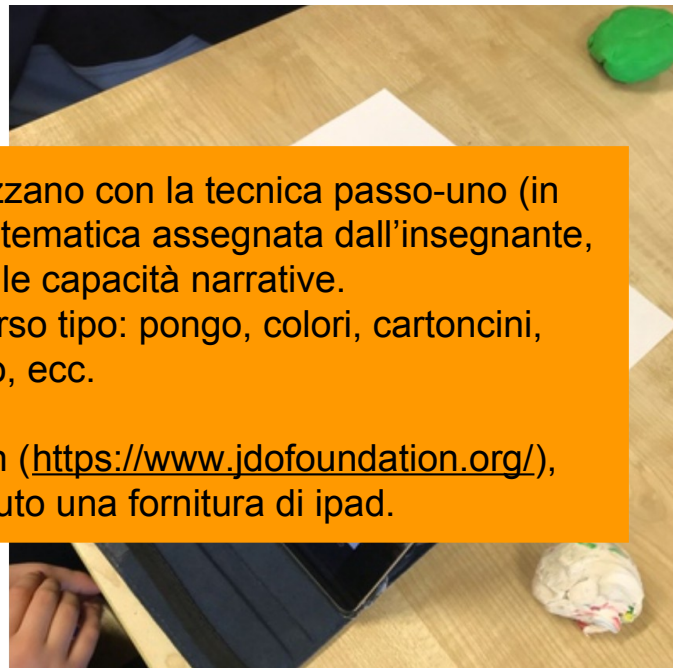 zzano con la tecnica passo-uno (in
tematica assegnata dall'insegnante,
le capacità narrative.
rso tipo: pongo, colori, cartoncini,
o, ecc.
n (https://www.jdofoundation.org/),
uto una fornitura di ipad.